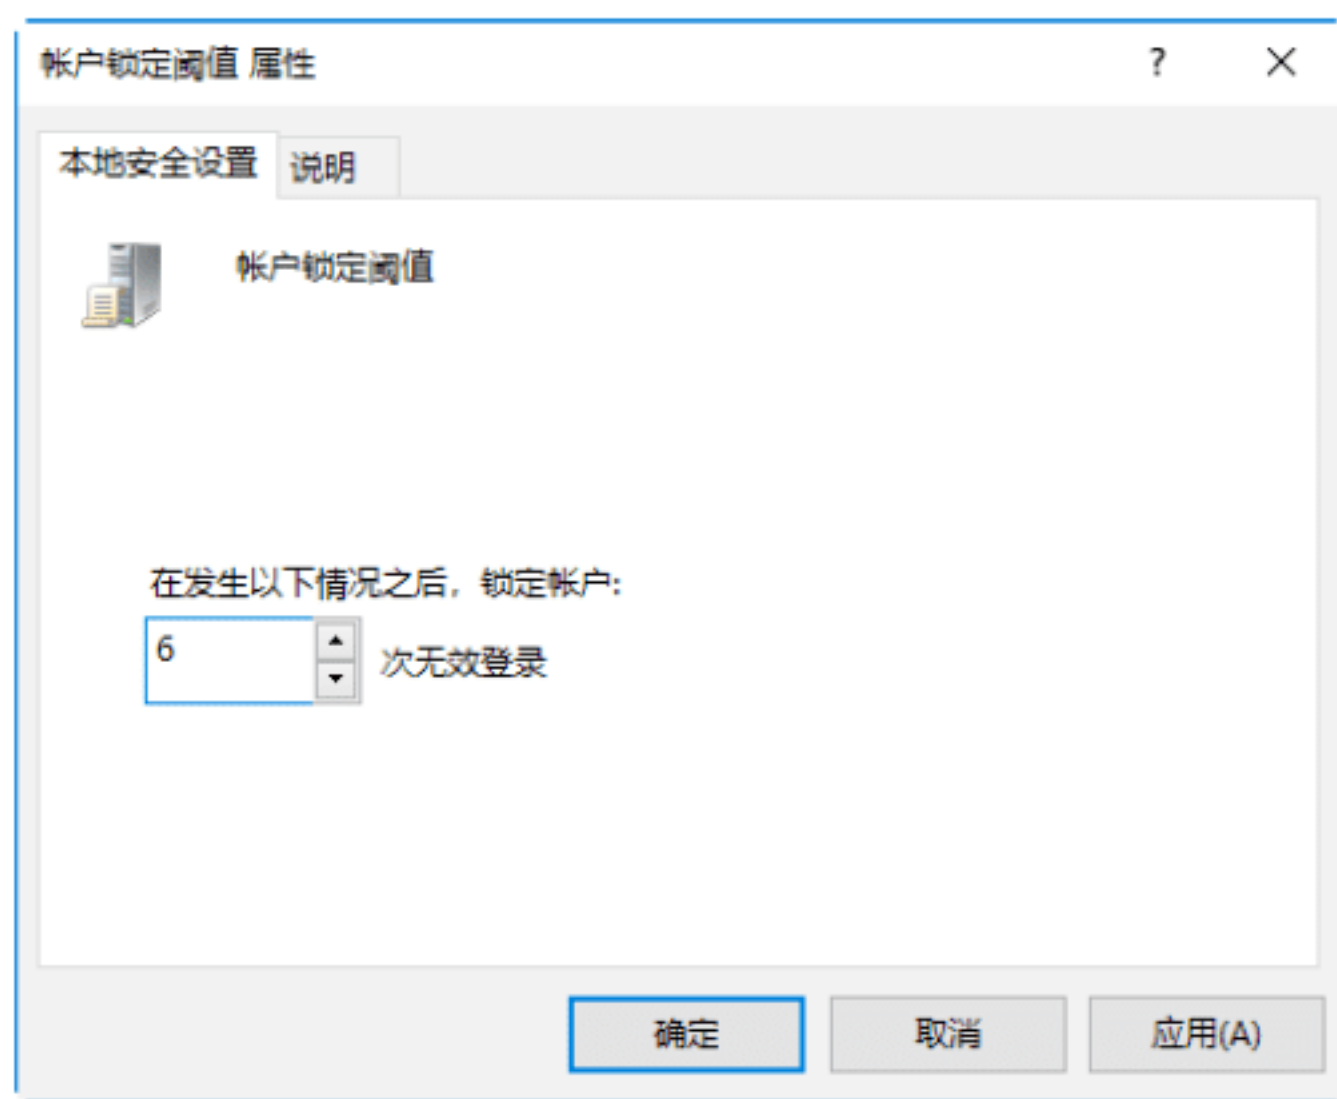 帐户锁定阈值 属性
?
本地安全设置 说明
帐户锁定阈值
在发生以下情况之后，锁定帐户:
6 次无效登录
确定 取消 应用(A)